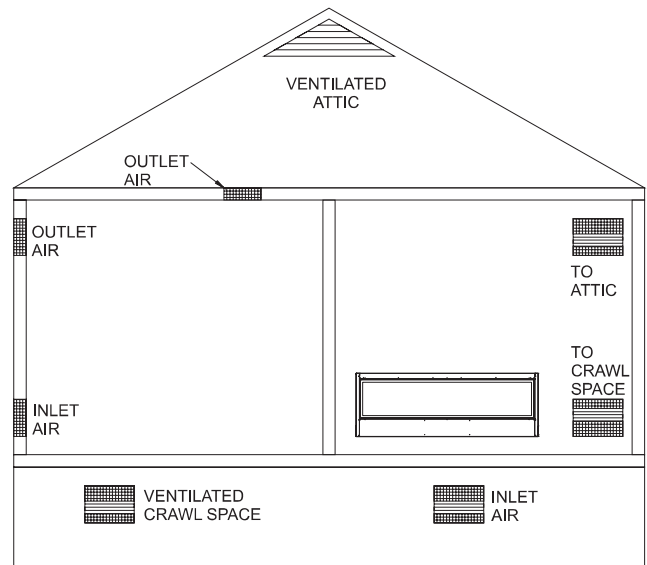 VENTILATED
ATTIC
OUTLET
AIR
OUTLET
AIR
TO
ATTIC
TO
CRAWL
SPACE
INLET
AIR
VENTILATED
CRAWL SPACE
INLET
AIR